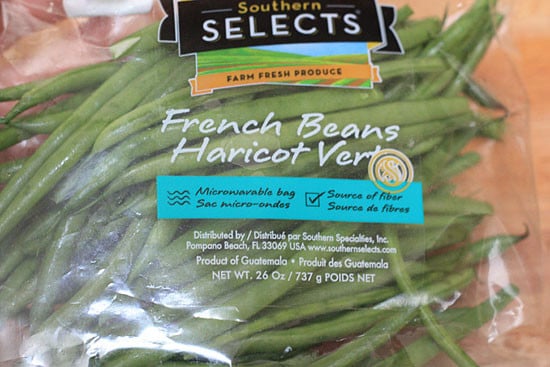 Southern
SELECTS
FARM FRESH PRODUCE
French Beans
Haricot Vert
Microwavable bag
Sac micro-ondes
Source of fiber
Source de fibres
Distributed by / Distribué par Southern Specialties, Inc.
Pompano Beach, FL 33069 USA www.southernselects.com
Product of Guatemala • Produit des Guatemala
NET WT. 26 Oz / 737 g POIDS NET